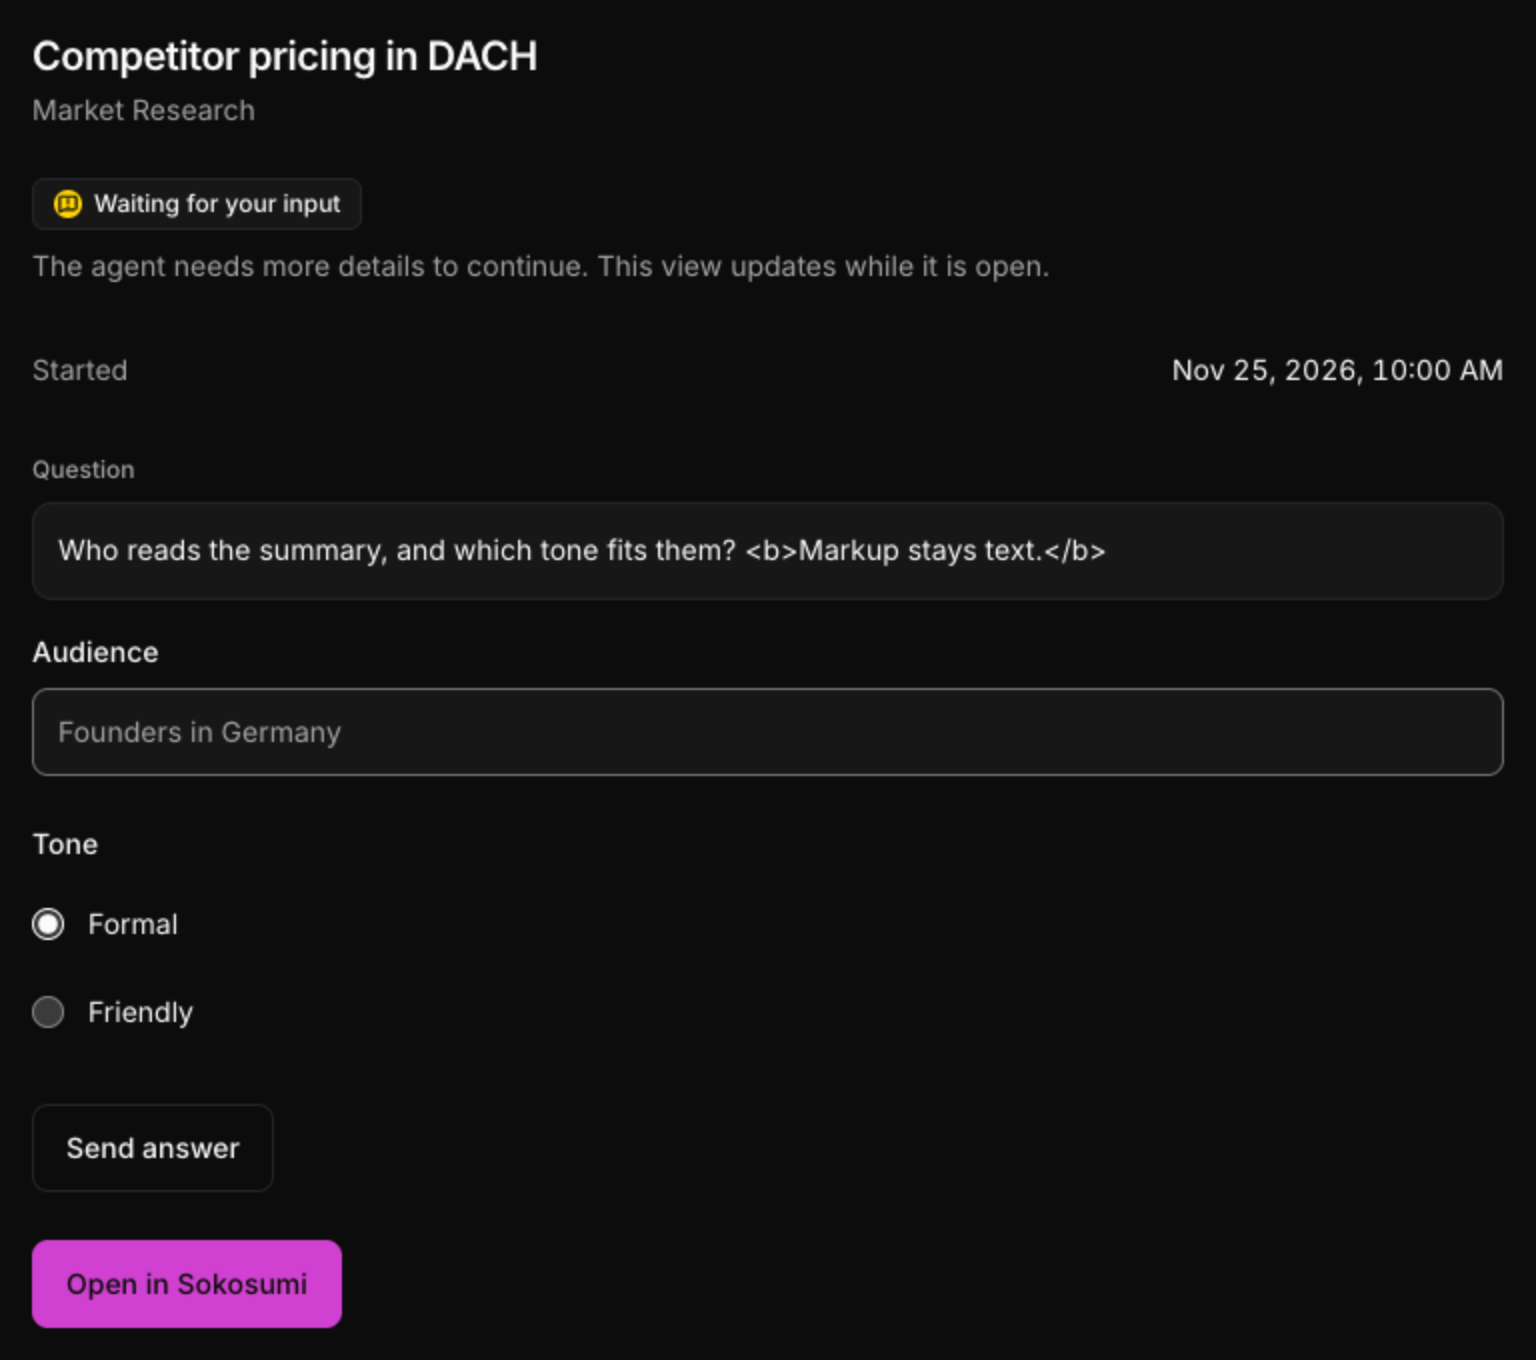 Competitor pricing in DACH
Market Research
Waiting for your input
The agent needs more details to continue. This view updates while it is open.
Started
Nov 25, 2026, 10:00 AM
Question
Who reads the summary, and which tone fits them? <b>Markup stays text.</b>
Audience
Founders in Germany
Tone
Formal
Friendly
Send answer
Open in Sokosumi